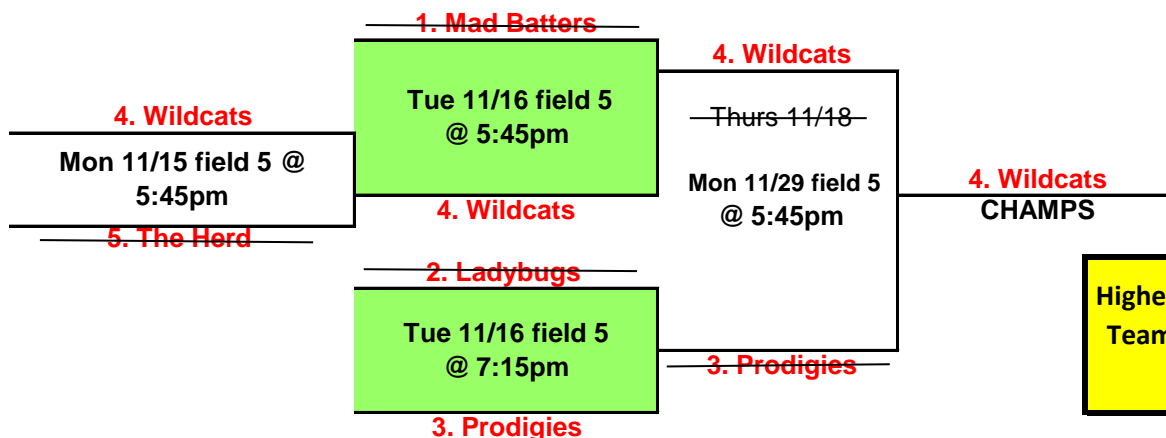 1. Mad Batters
4. Wildcats
Tue 11/16 field 5
@ 5:45pm
4. Wildcats
Thurs 11/18
Mon 11/15 field 5 @
5:45pm
Mon 11/29 field 5
@ 5:45pm
4. Wildcats
CHAMPS
4. Wildcats
5. The Herd
2. Ladybugs
Tue 11/16 field 5
@ 7:15pm
3. Prodigies
3. Prodigies
Highe
Team